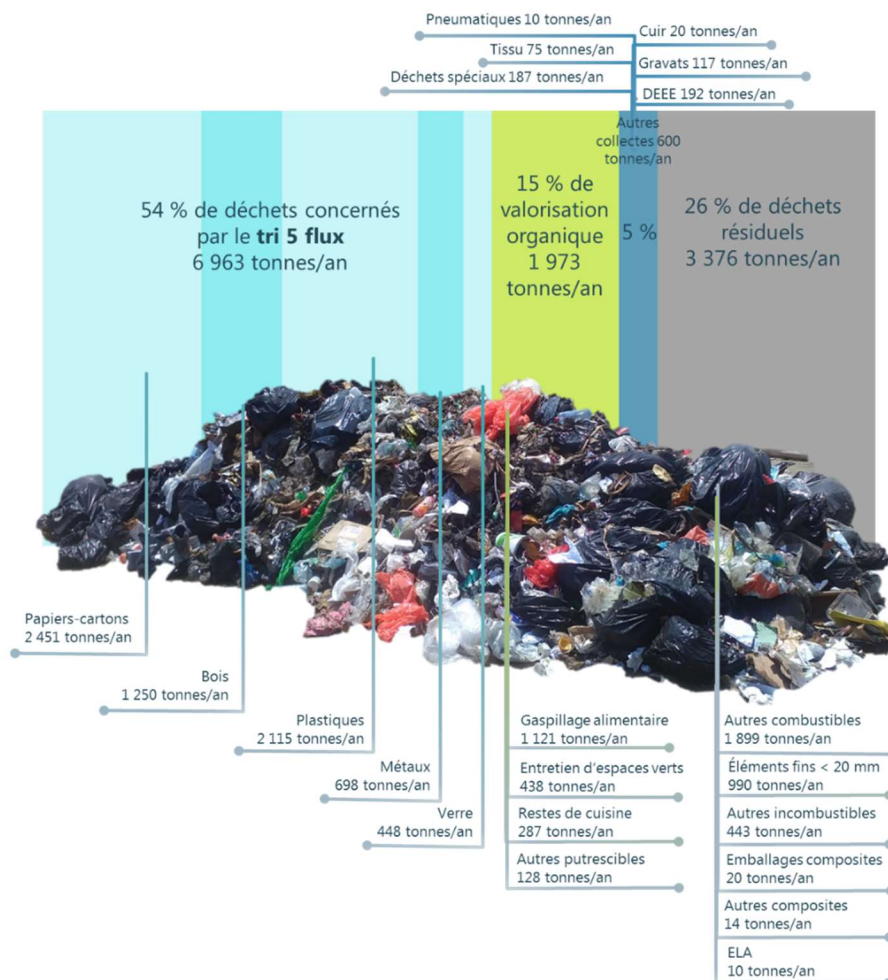 Pneumatiques 10 tonnes/an
Cuir 20 tonnes/an
Tissu 75 tonnes/an
Gravats 117 tonnes/an
Déchets spéciaux 187 tonnes/an
DEEE 192 tonnes/an
Autres
collectes 600
tonnes/an
54 % de déchets concernés
par le tri 5 flux
6 963 tonnes/an
15 % de
valorisation
organique
1 973
tonnes/an
5 %
26 % de déchets
résiduels
3 376 tonnes/an
Papiers-cartons
2 451 tonnes/an
Bois
1 250 tonnes/an
Plastiques
2 115 tonnes/an
Métaux
698 tonnes/an
Verre
448 tonnes/an
Gaspillage alimentaire
1 121 tonnes/an
Entretien d'espaces verts
438 tonnes/an
Restes de cuisine
287 tonnes/an
Autres putrescibles
128 tonnes/an
Autres combustibles
1 899 tonnes/an
Éléments fins < 20 mm
990 tonnes/an
Autres incombustibles
443 tonnes/an
Emballages composites
20 tonnes/an
Autres composites
14 tonnes/an
ELA
10 tonnes/an